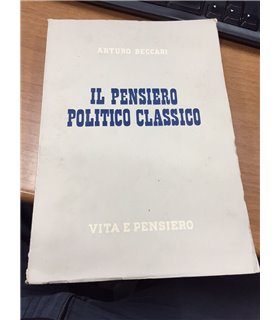 ARTURO BECCARI
IL PENSIERO
POLITICO CLASSICO
VITA E PENSIERO